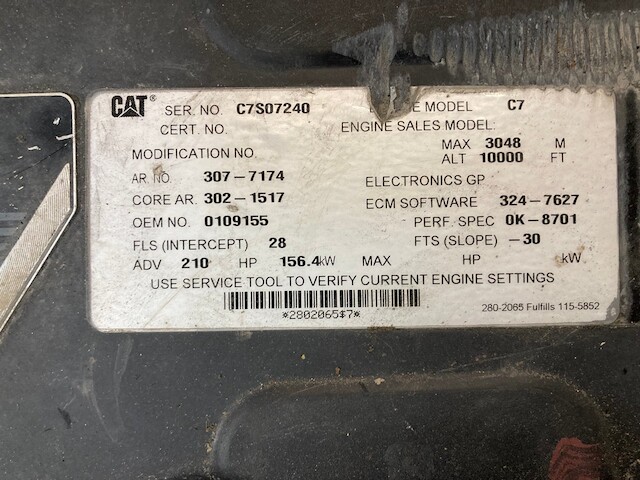 CAT® SER. NO. C7S07240 ENGINE MODEL C7
CERT. NO. ENGINE SALES MODEL:
MODIFICATION NO. MAX 3048 M
ALT 10000 FT
AR. NO. 307-7174 ELECTRONICS GP
CORE AR. 302-1517 ECM SOFTWARE 324-7627
OEM NO. 0109155 PERF. SPEC 0K-8701
FLS (INTERCEPT) 28 FTS (SLOPE) -30
ADV 210 HP 156.4 kW MAX HP kW
USE SERVICE TOOL TO VERIFY CURRENT ENGINE SETTINGS
*2802065$7*
280-2065 Fulfills 115-5852